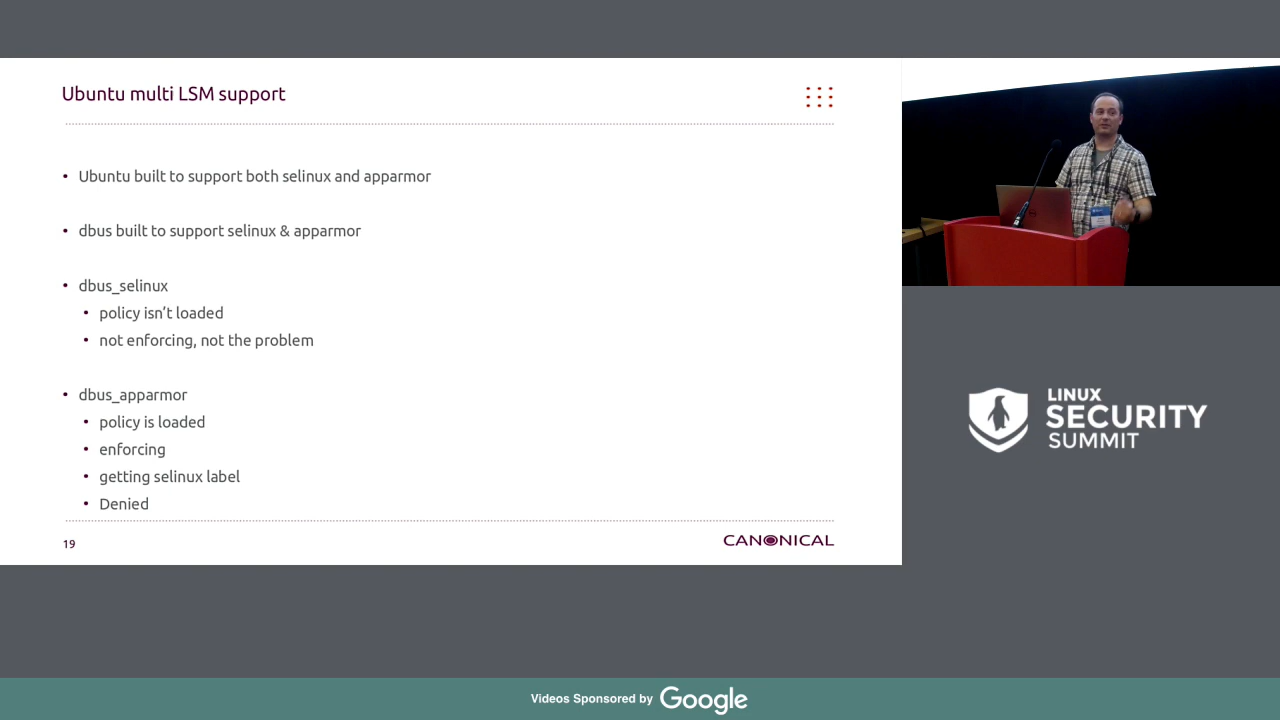 Ubuntu multi LSM support
• Ubuntu built to support both selinux and apparmor
• dbus built to support selinux & apparmor
• dbus_selinux
• policy isn’t loaded
• not enforcing, not the problem
• dbus_apparmor
• policy is loaded
• enforcing
• getting selinux label
• Denied
19
CANONICAL
LINUX
SECURITY
SUMMIT
Videos Sponsored by Google